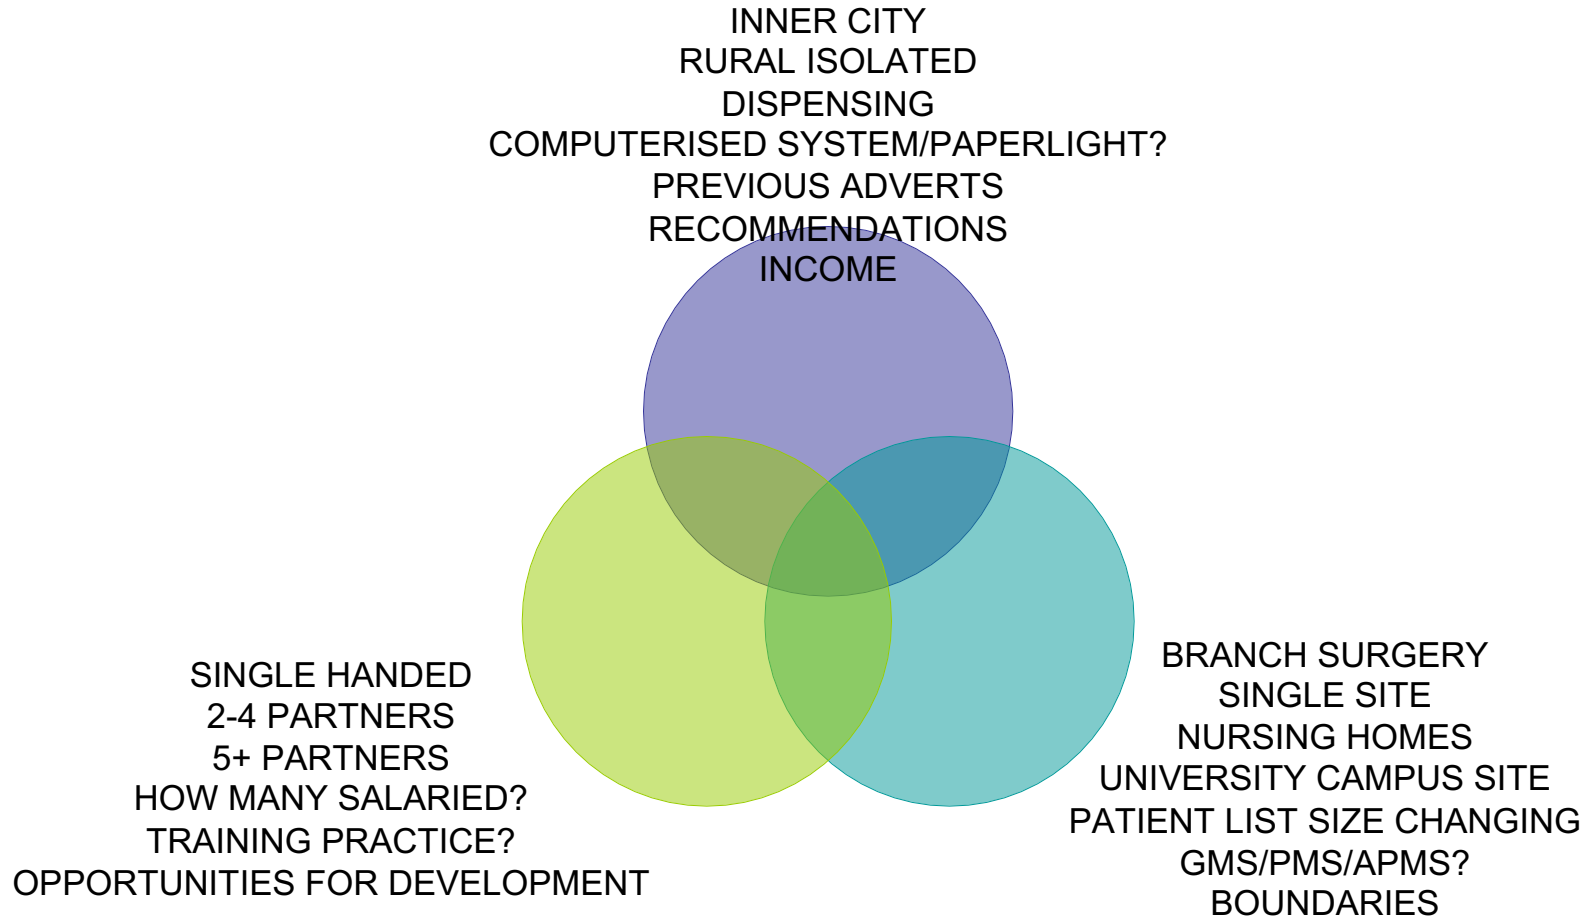 INNER CITY
RURAL ISOLATED
DISPENSING
COMPUTERISED SYSTEM/PAPERLIGHT?
PREVIOUS ADVERTS
RECOMMENDATIONS
INCOME
SINGLE HANDED
2-4 PARTNERS
5+ PARTNERS
HOW MANY SALARIED?
TRAINING PRACTICE?
OPPORTUNITIES FOR DEVELOPMENT
BRANCH SURGERY
SINGLE SITE
NURSING HOMES
UNIVERSITY CAMPUS SITE
PATIENT LIST SIZE CHANGING
GMS/PMS/APMS?
BOUNDARIES